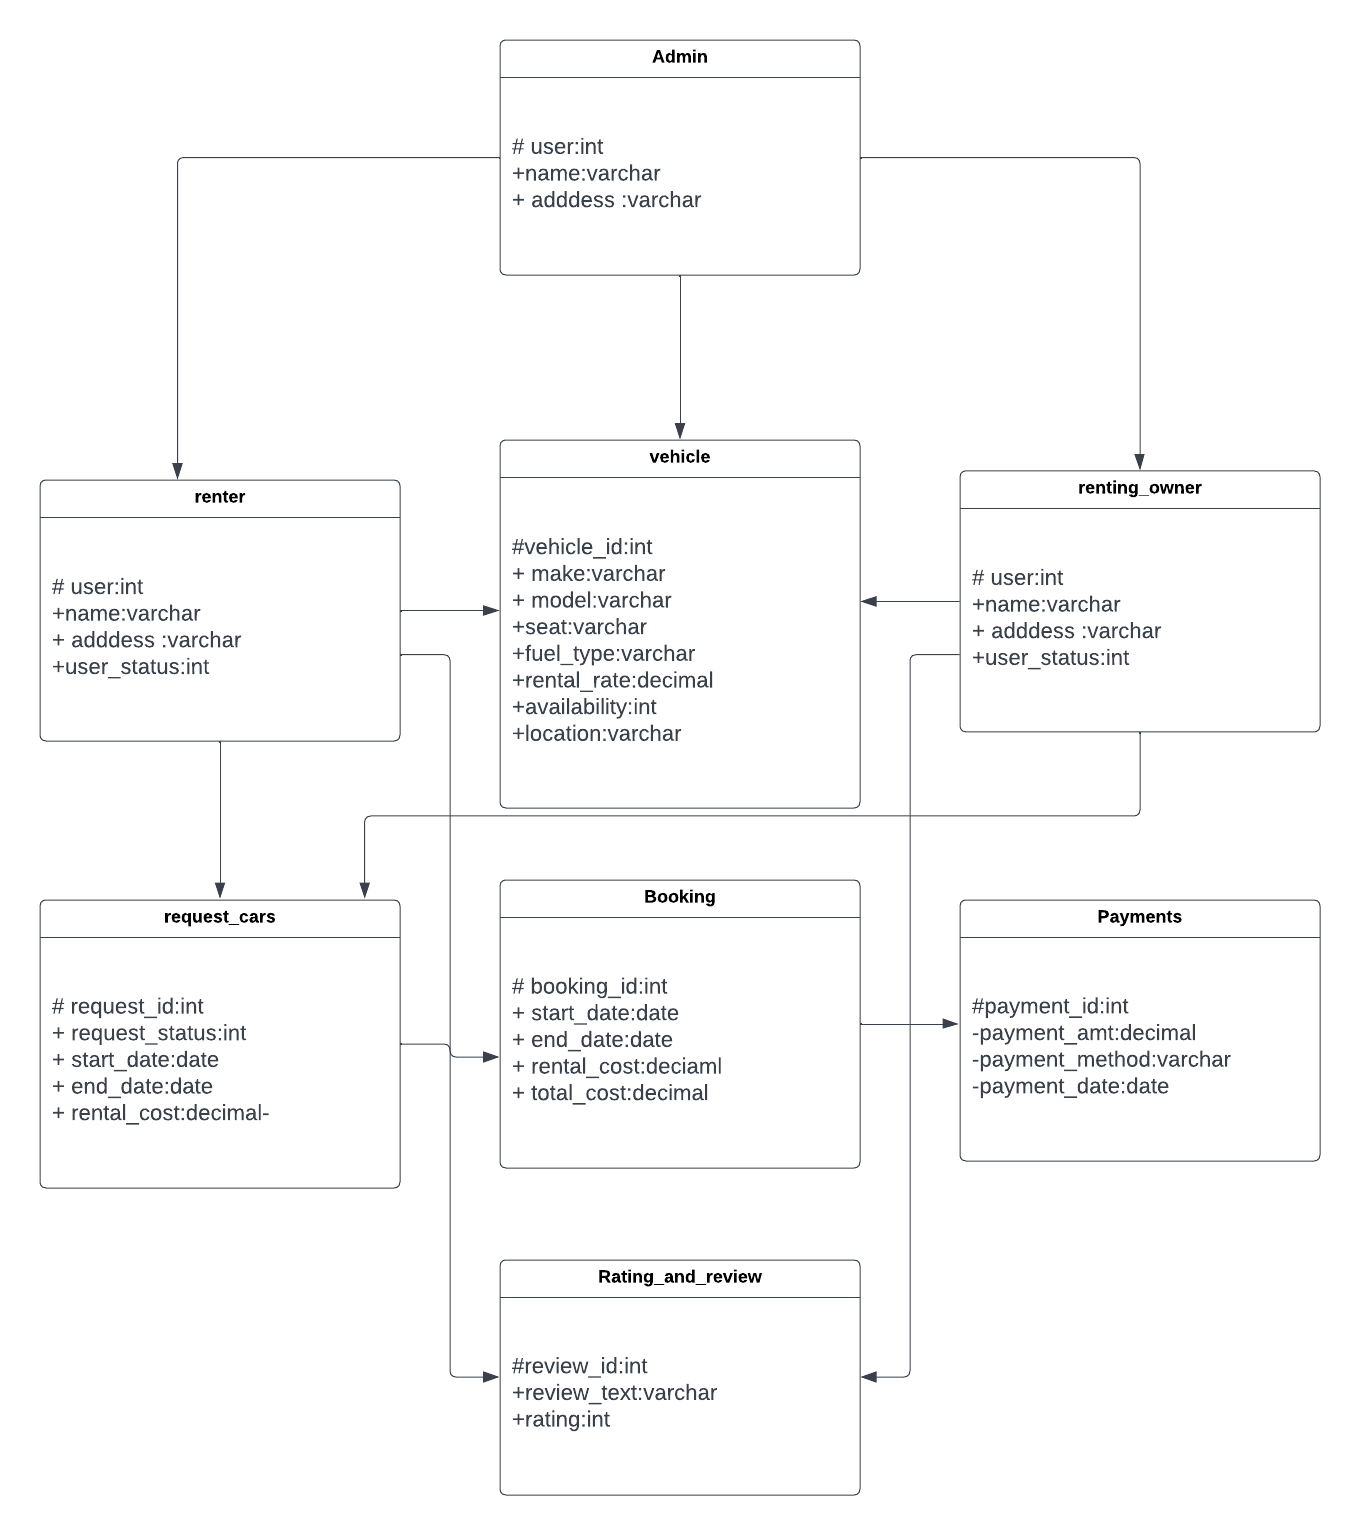 Admin
# user:int
+name:varchar
+ adddess :varchar
vehicle
#vehicle_id:int
+ make:varchar
+ model:varchar
+seat:varchar
+fuel_type:varchar
+rental_rate:decimal
+availability:int
+location:varchar
renter
# user:int
+name:varchar
+ adddess :varchar
+user_status:int
renting_owner
# user:int
+name:varchar
+ adddess :varchar
+user_status:int
request_cars
# request_id:int
+ request_status:int
+ start_date:date
+ end_date:date
+ rental_cost:decimal-
Booking
# booking_id:int
+ start_date:date
+ end_date:date
+ rental_cost:deciaml
+ total_cost:decimal
Payments
#payment_id:int
-payment_amt:decimal
-payment_method:varchar
-payment_date:date
Rating_and_review
#review_id:int
+review_text:varchar
+rating:int